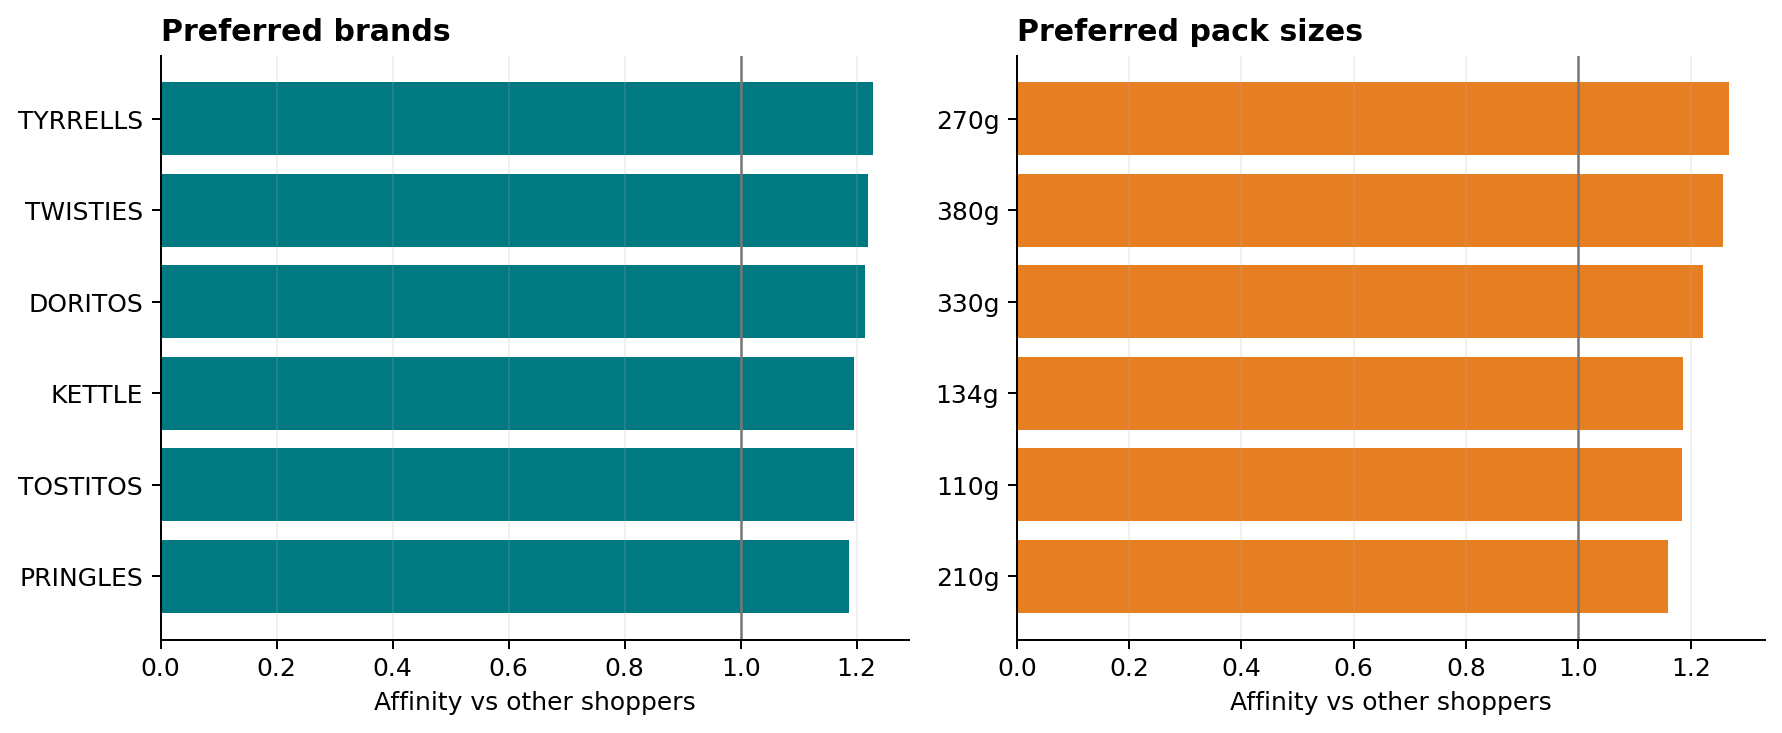 Preferred brands
TYRRELLS
TWISTIES
DORITOS
KETTLE
TOSTITOS
PRINGLES
0.0 0.2 0.4 0.6 0.8 1.0 1.2
Affinity vs other shoppers
Preferred pack sizes
270g
380g
330g
134g
110g
210g
0.0 0.2 0.4 0.6 0.8 1.0 1.2
Affinity vs other shoppers